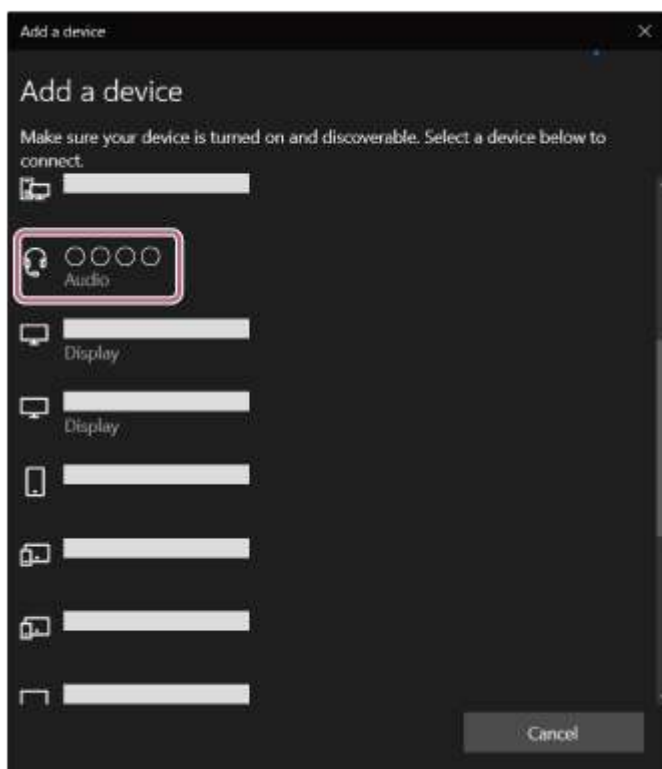 Add a device
Add a device
Make sure your device is turned on and discoverable. Select a device below to
connect.
○○○○
Audio
Display
Display
Cancel